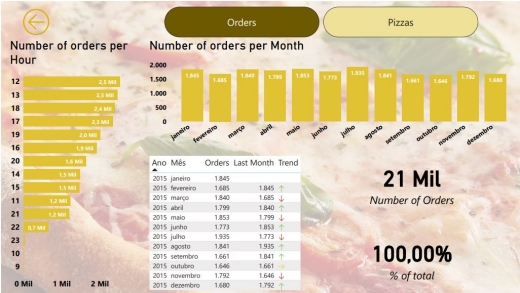 Orders
Pizzas
Number of orders per
Hour
12 2,5 Mil
13 2,5 Mil
18 2,4 Mil
17 2,3 Mil
19 2,0 Mil
16 1,9 Mil
20 1,6 Mil
14 1,5 Mil
15 1,5 Mil
11 1,2 Mil
21 1,2 Mil
22 0,7 Mil
23
10
9
0 Mil 1 Mil 2 Mil
Number of orders per Month
2.000
1.500
1.000
500
0
1.845 1.685 1.840 1.799 1.853 1.773 1.935 1.841 1.661 1.646 1.792 1.680
janeiro fevereiro março abril maio junho julho agosto setembro outubro novembro dezembro
Ano Mês Orders Last Month Trend
2015 janeiro 1.845
2015 fevereiro 1.685 1.845
2015 março 1.840 1.685
2015 abril 1.799 1.840
2015 maio 1.853 1.799
2015 junho 1.773 1.853
2015 julho 1.935 1.773
2015 agosto 1.841 1.935
2015 setembro 1.661 1.841
2015 outubro 1.646 1.661
2015 novembro 1.792 1.646
2015 dezembro 1.680 1.792
21 Mil
Number of Orders
100,00%
% of total